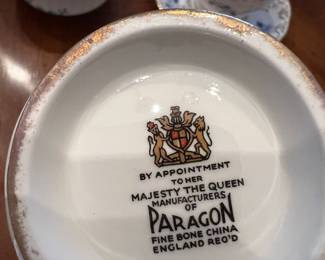 BY APPOINTMENT
TO HER
MAJESTY THE QUEEN
MANUFACTURERS
OF
PARAGON
FINE BONE CHINA
ENGLAND REG'D